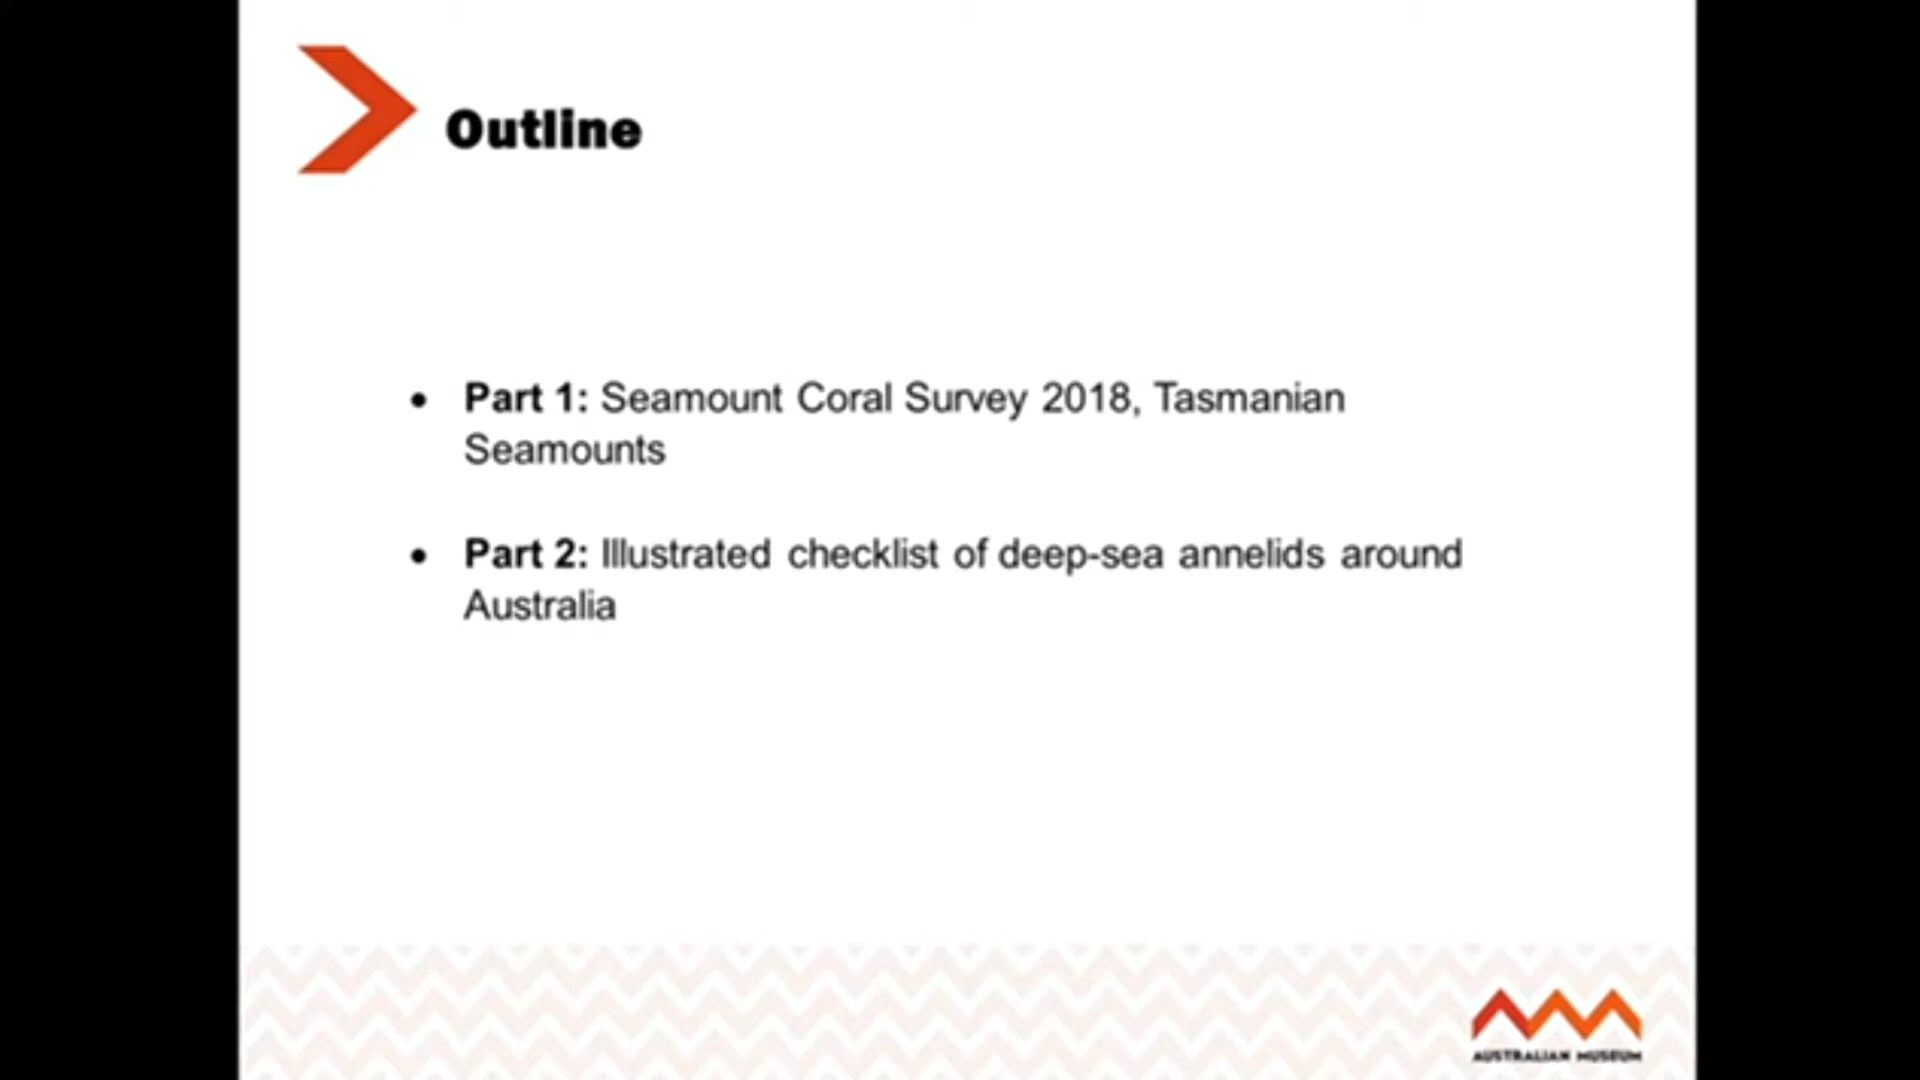 Outline
• Part 1: Seamount Coral Survey 2018, Tasmanian
Seamounts
• Part 2: Illustrated checklist of deep-sea annelids around
Australia
AUSTRALIAN MUSEUM